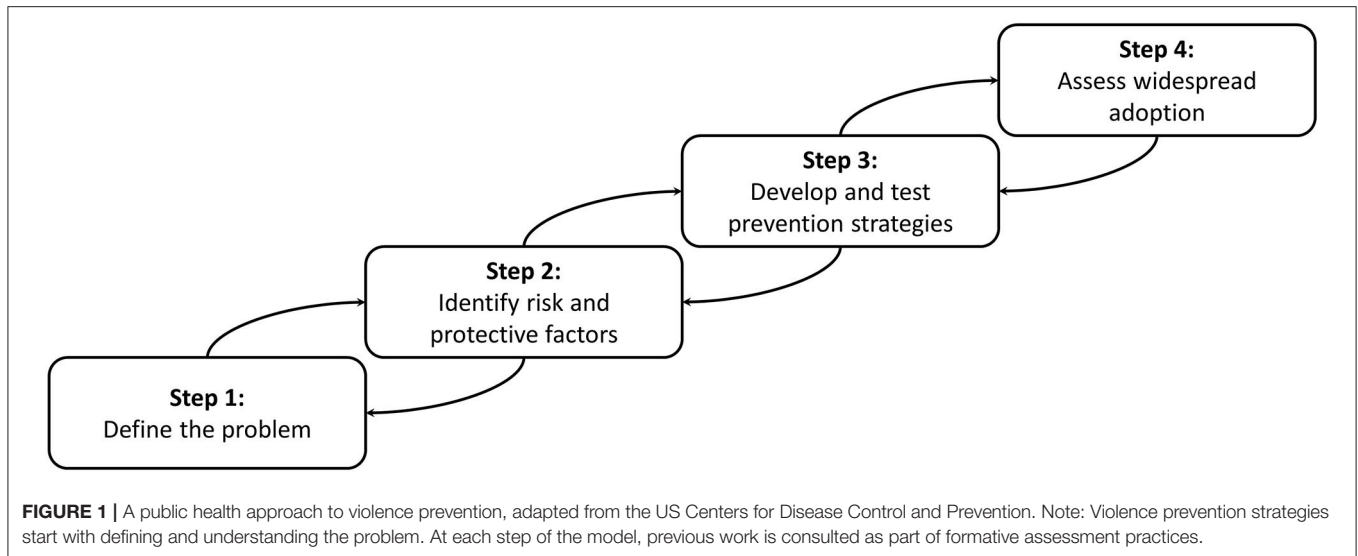 Step 4:
Assess widespread
adoption
Step 3:
Develop and test
prevention strategies
Step 2:
Identify risk and
protective factors
Step 1:
Define the problem
FIGURE 1 | A public health approach to violence prevention, adapted from the US Centers for Disease Control and Prevention. Note: Violence prevention strategies
start with defining and understanding the problem. At each step of the model, previous work is consulted as part of formative assessment practices.